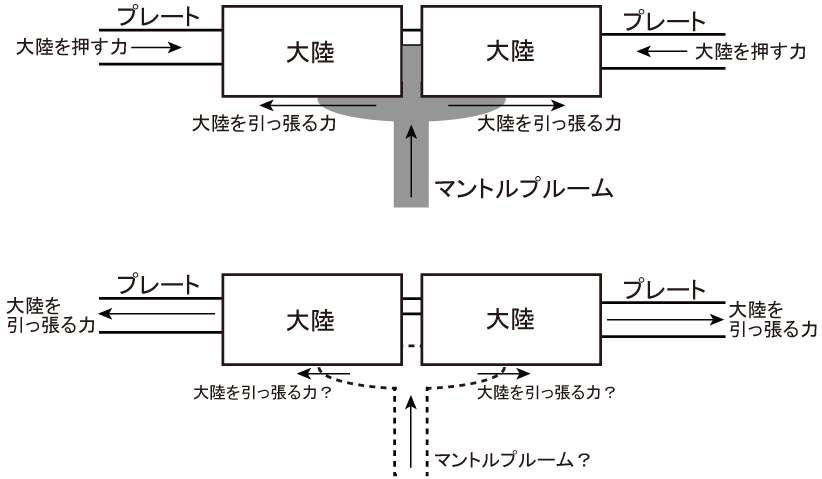 プレート
プレート
大陸を押す力
大陸
大陸
大陸を押す力
大陸を引っ張る力
大陸を引っ張る力
マントルプルーム
プレート
プレート
大陸を
引っ張る力
大陸
大陸
大陸を
引っ張る力
大陸を引っ張る力?
大陸を引っ張る力?
マントルプルーム?